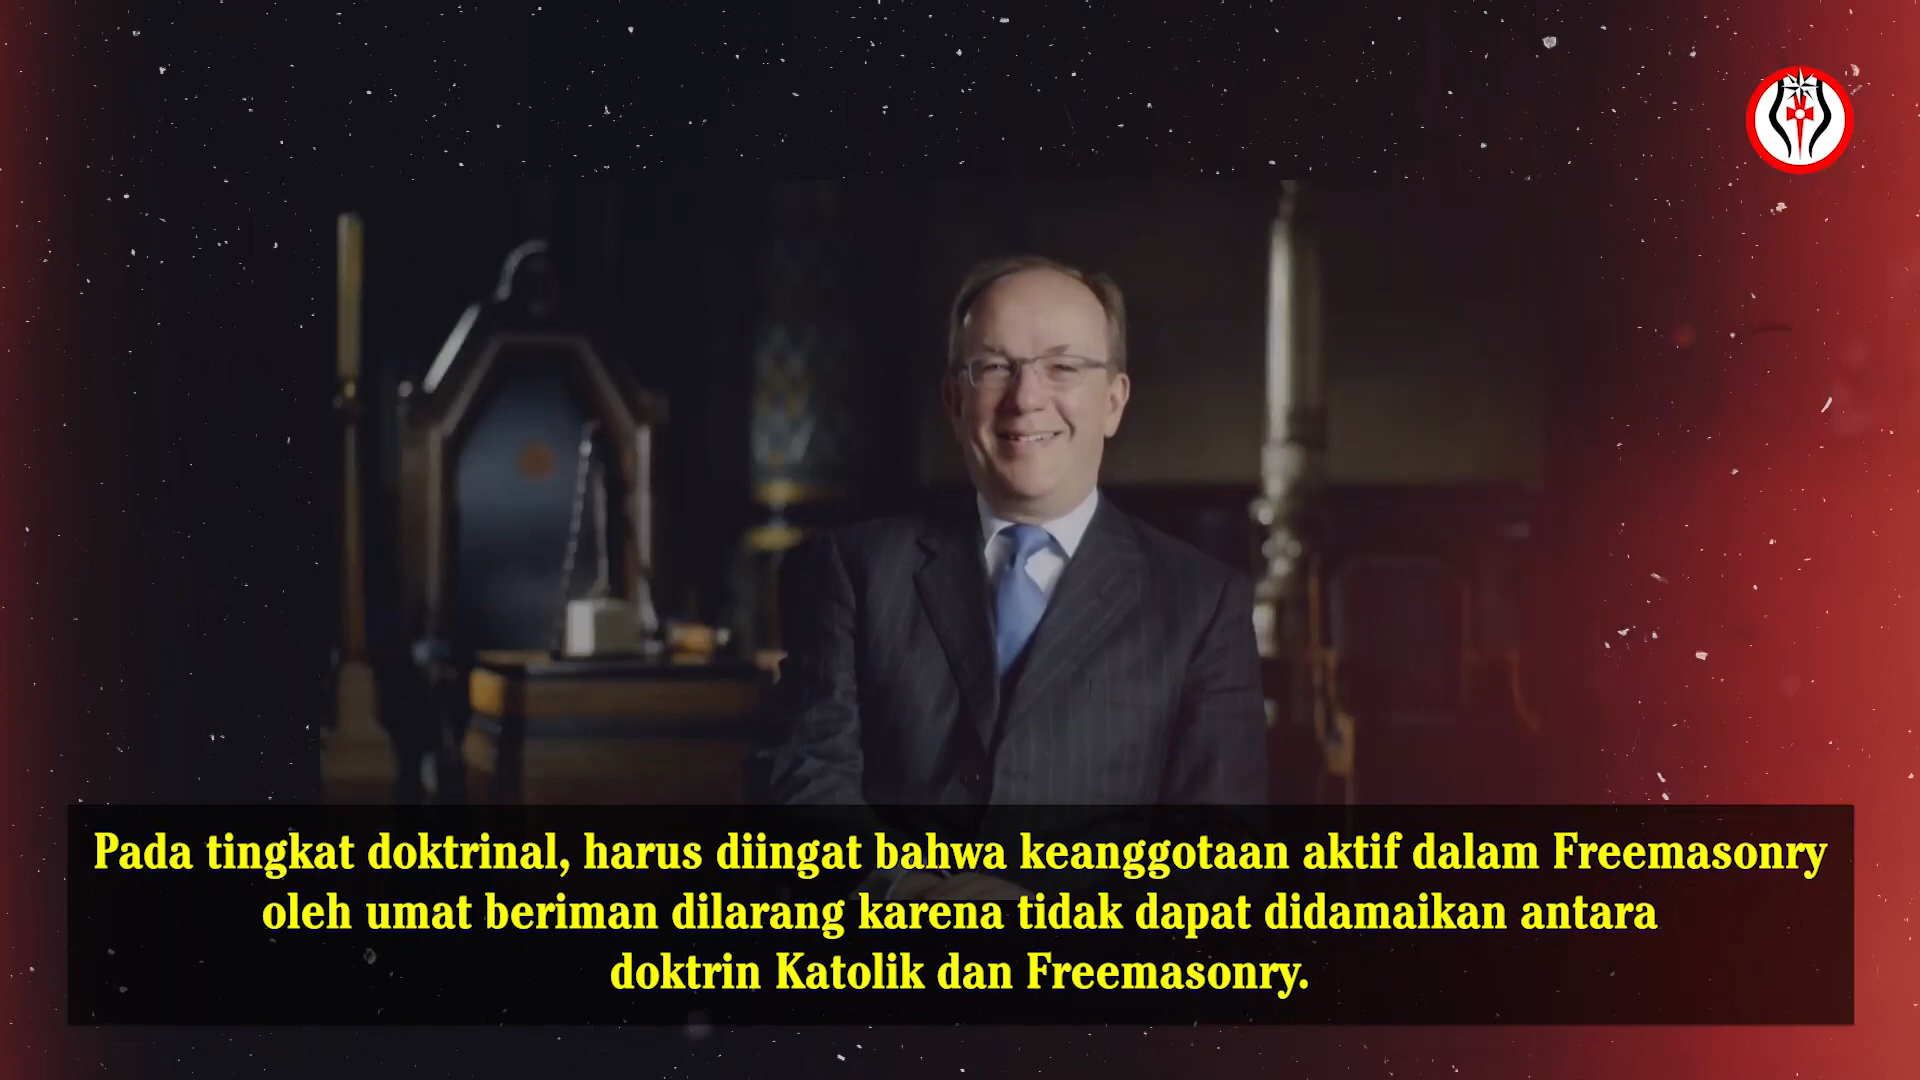 Pada tingkat doktrinal, harus diingat bahwa keanggotaan aktif dalam Freemasonry
oleh umat beriman dilarang karena tidak dapat didamaikan antara
doktrin Katolik dan Freemasonry.